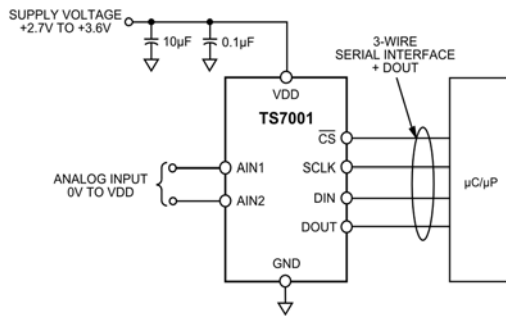 SUPPLY VOLTAGE
+2.7V TO +3.6V
10µF
0.1µF
3-WIRE
SERIAL INTERFACE
+ DOUT
VDD
TS7001
C̅S̅
SCLK
DIN
DOUT
AIN1
AIN2
ANALOG INPUT
0V TO VDD
µC/µP
GND